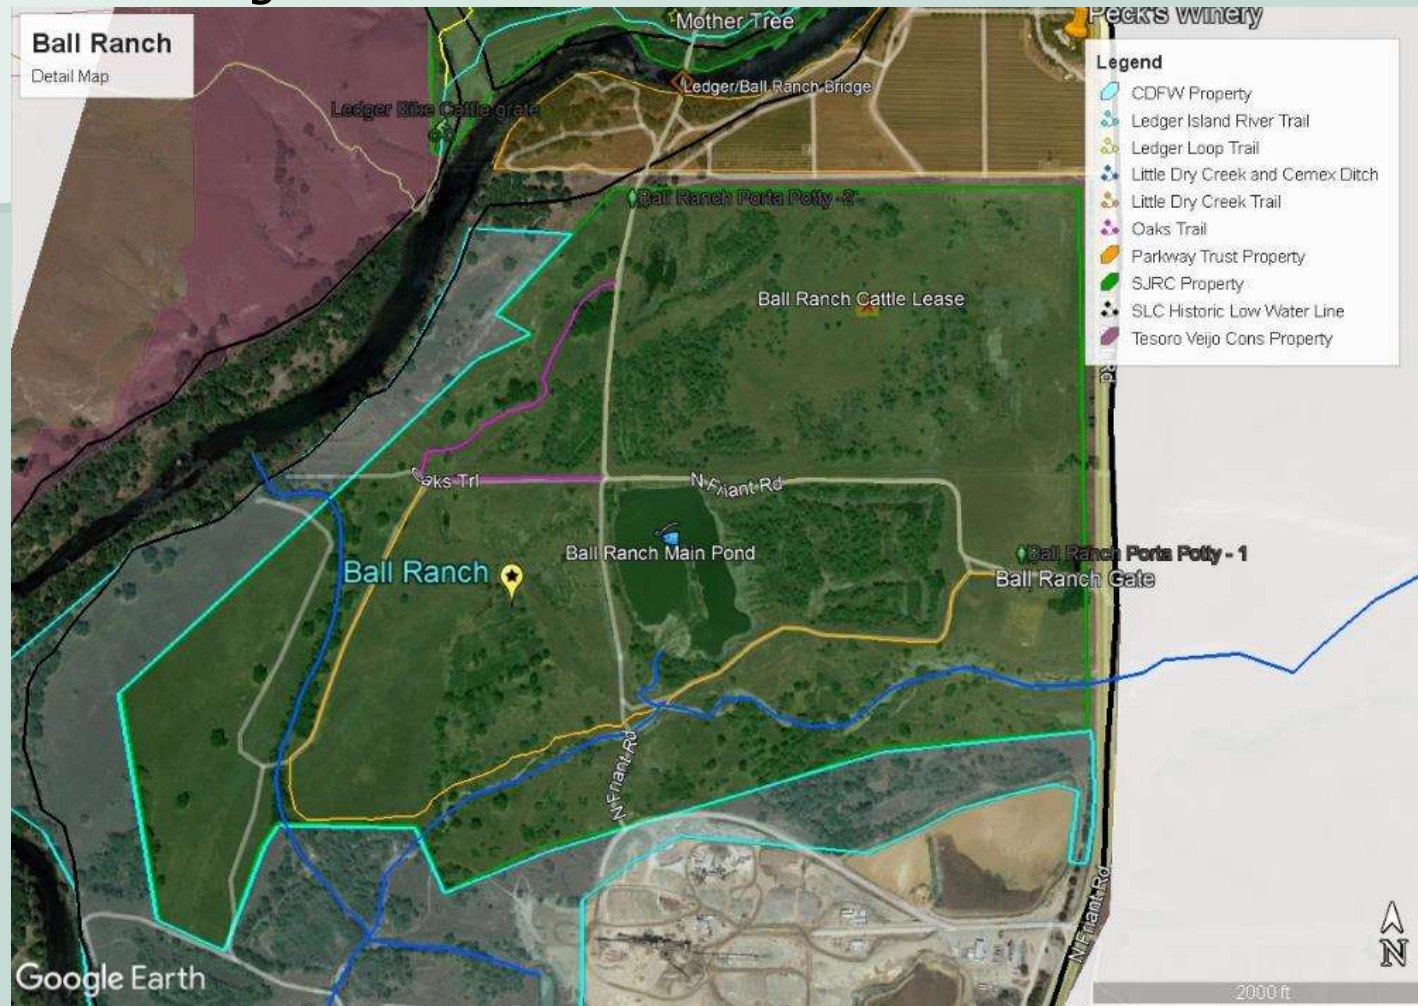 Ball Ranch
Detail Map
Mother Tree
Peck's Winery
Ledger/Ball Ranch Bridge
Ledger Bike Cattle grate
Legend
CDFW Property
Ledger Island River Trail
Ledger Loop Trail
Little Dry Creek and Cemex Ditch
Little Dry Creek Trail
Oaks Trail
Parkway Trust Property
SJRC Property
SLC Historic Low Water Line
Tesoro Veijo Cons Property
Ball Ranch Porta Potty -2
Ball Ranch Cattle Lease
Rd
Oaks Trl
N Friant Rd
Ball Ranch Main Pond
Ball Ranch Porta Potty - 1
Ball Ranch Gate
Ball Ranch
N Friant Rd
N Friant Rd
Google Earth
N
2000 ft